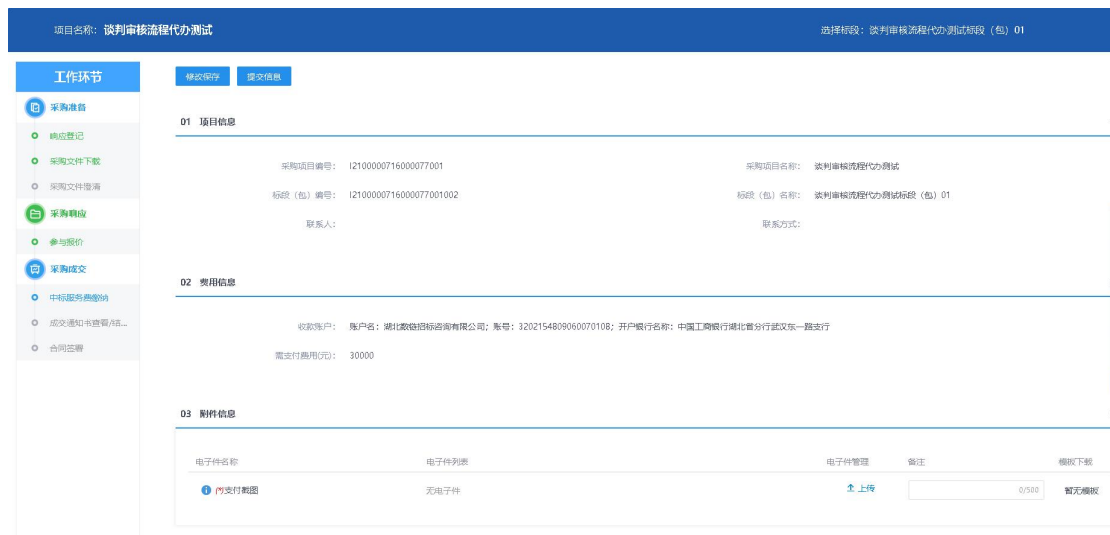 项目名称：谈判审核流程代办测试
选择标段：谈判审核流程代办测试标段（包）01
工作环节
采购准备
响应登记
采购文件下载
采购文件澄清
采购响应
参与报价
采购成交
中标服务费缴纳
成交通知书查看/结...
合同签署
修改保存 提交信息
01 项目信息
采购项目编号： I2100000716000077001 采购项目名称： 谈判审核流程代办测试
标段（包）编号： I2100000716000077001002 标段（包）名称： 谈判审核流程代办测试标段（包）01
联系人： 联系方式：
02 费用信息
收款账户： 账户名：湖北数链招标咨询有限公司；账号：3202154809060070108；开户银行名称：中国工商银行湖北省分行武汉东一路支行
需支付费用(元)： 30000
03 附件信息
电子件名称 电子件列表 电子件管理 备注 模板下载
(*)支付截图 无电子件 上传 0/500 暂无模板